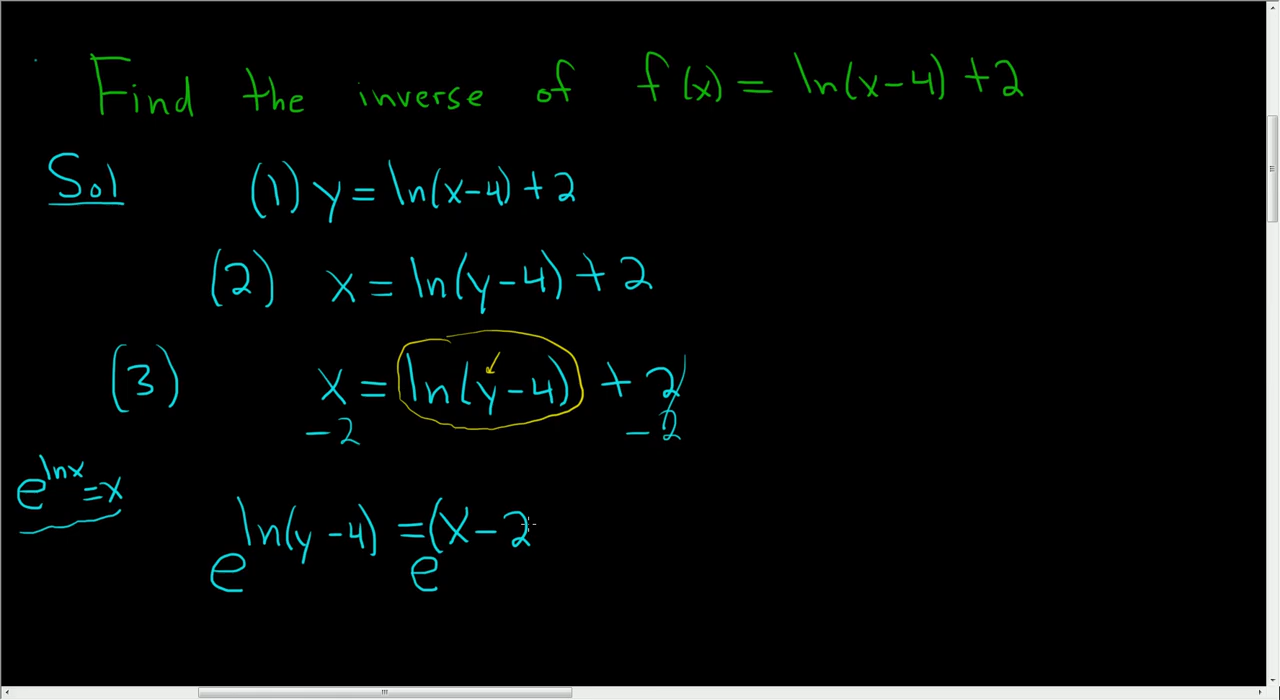 Find the inverse of f(x) = ln(x-4) + 2
Sol (1) y = ln(x-4) + 2
(2) x = ln(y-4) + 2
(3) x = ln(y-4) + 2
-2 -2
e^lnx = x
e^ln(y-4) = e^(x-2